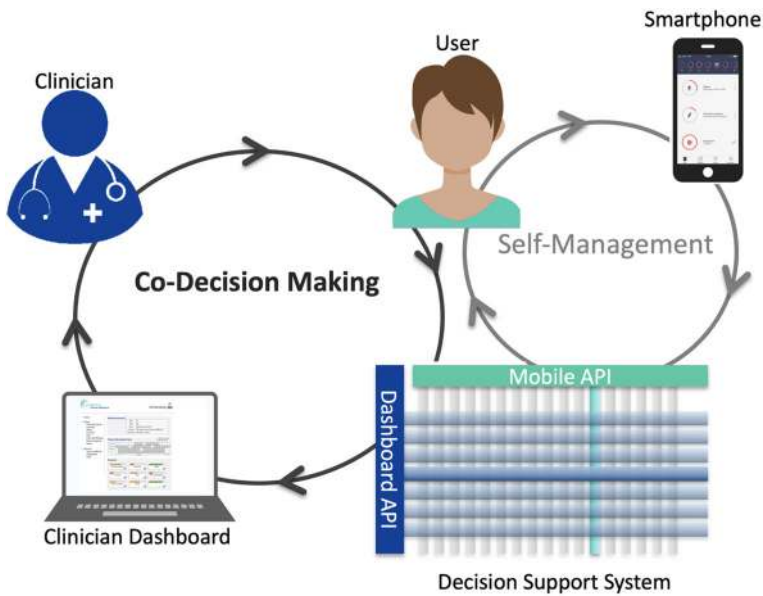 Smartphone
User
Clinician
Self-Management
Co-Decision Making
Mobile API
Dashboard API
Clinician Dashboard
Decision Support System